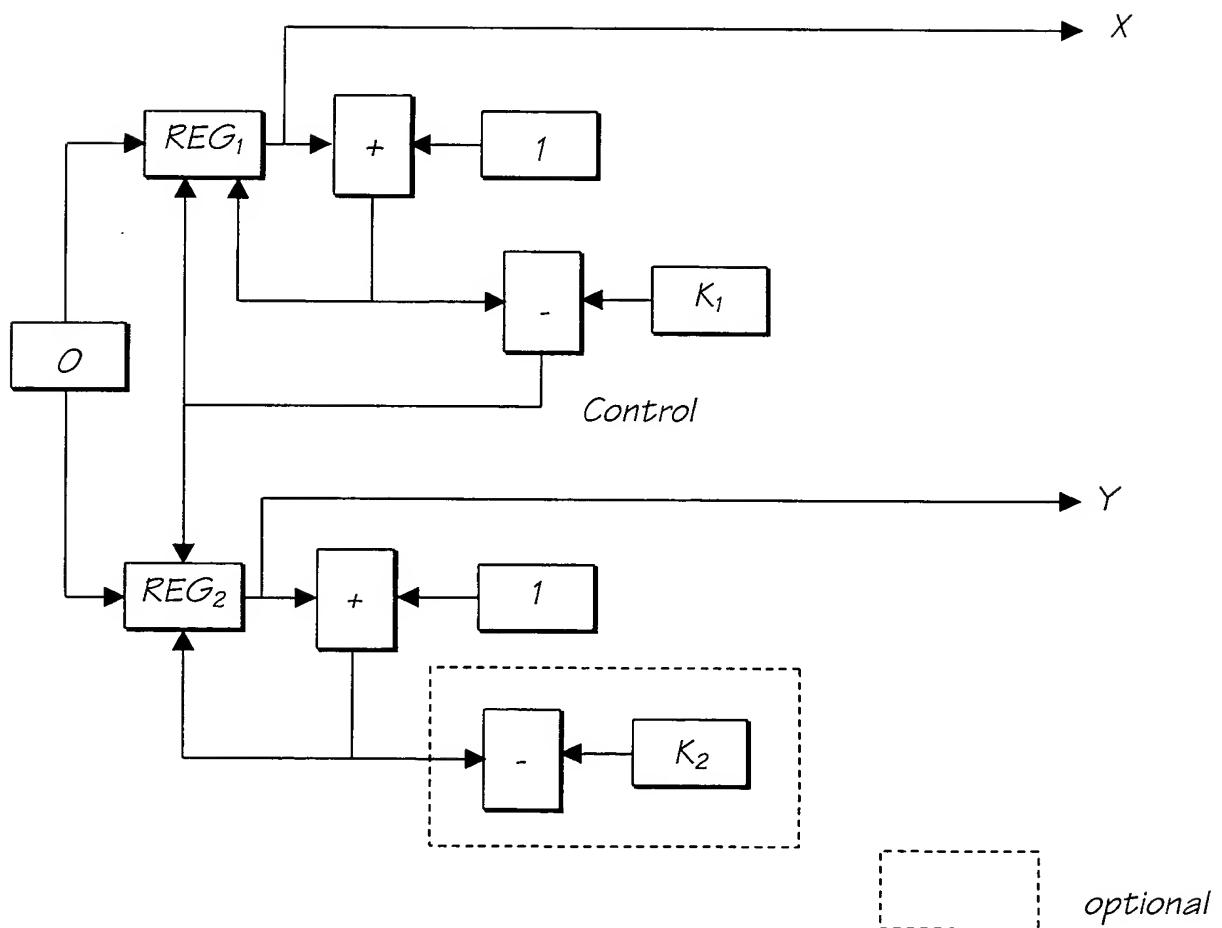 X
REG₁
+
1
-
K₁
O
Control
Y
REG₂
+
1
-
K₂
optional